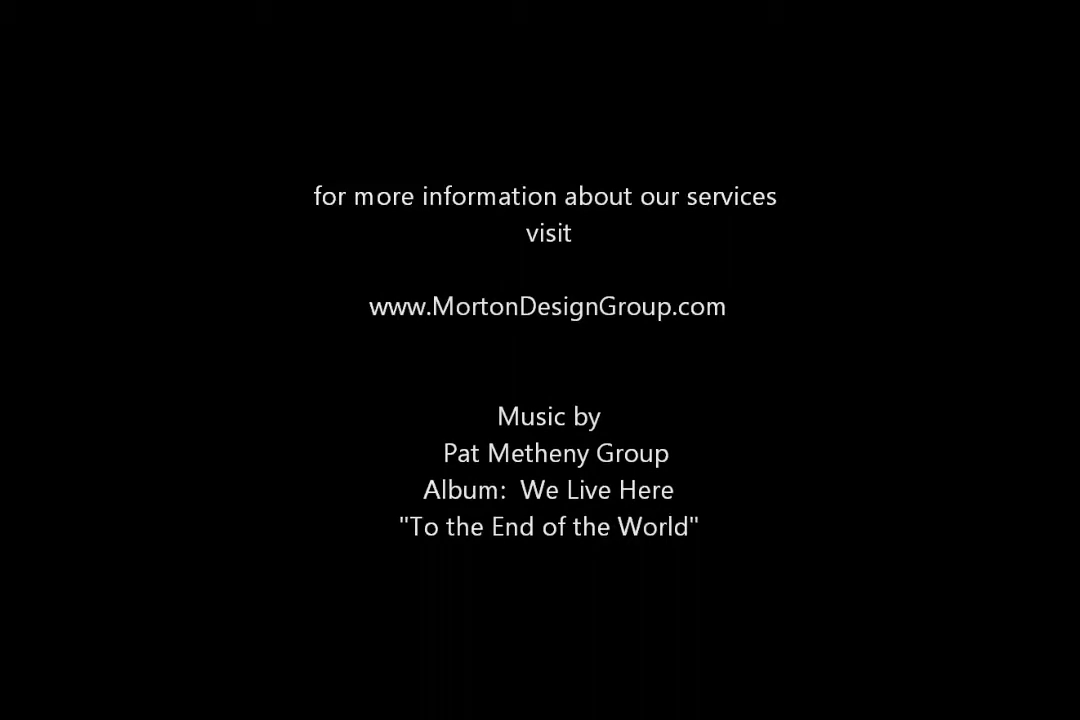 for more information about our services
visit
www.MortonDesignGroup.com
Music by
Pat Metheny Group
Album:  We Live Here
"To the End of the World"